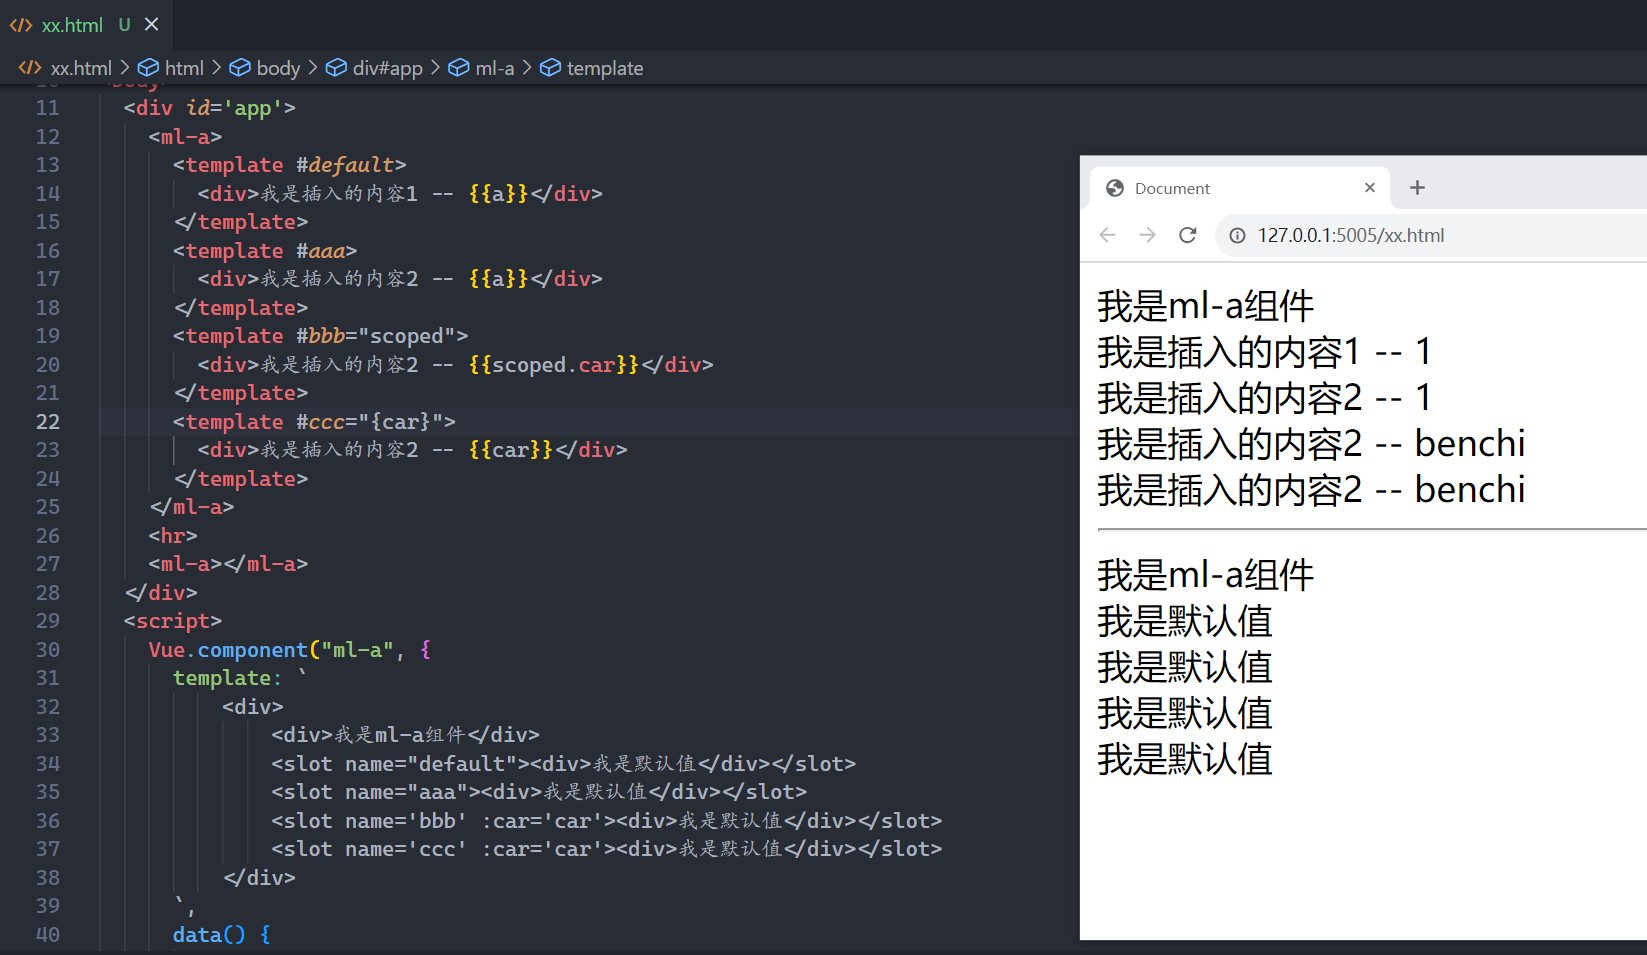 xx.html U
xx.html > html > body > div#app > ml-a > template
11 <div id='app'>
12 <ml-a>
13 <template #default>
14 <div>我是插入的内容1 -- {{a}}</div>
15 </template>
16 <template #aaa>
17 <div>我是插入的内容2 -- {{a}}</div>
18 </template>
19 <template #bbb="scoped">
20 <div>我是插入的内容2 -- {{scoped.car}}</div>
21 </template>
22 <template #ccc="{car}">
23 <div>我是插入的内容2 -- {{car}}</div>
24 </template>
25 </ml-a>
26 <hr>
27 <ml-a></ml-a>
28 </div>
29 <script>
30 Vue.component("ml-a", {
31 template: `
32 <div>
33 <div>我是ml-a组件</div>
34 <slot name="default"><div>我是默认值</div></slot>
35 <slot name="aaa"><div>我是默认值</div></slot>
36 <slot name='bbb' :car='car'><div>我是默认值</div></slot>
37 <slot name='ccc' :car='car'><div>我是默认值</div></slot>
38 </div>
39 `,
40 data() {
Document
127.0.0.1:5005/xx.html
我是ml-a组件
我是插入的内容1 -- 1
我是插入的内容2 -- 1
我是插入的内容2 -- benchi
我是插入的内容2 -- benchi
我是ml-a组件
我是默认值
我是默认值
我是默认值
我是默认值